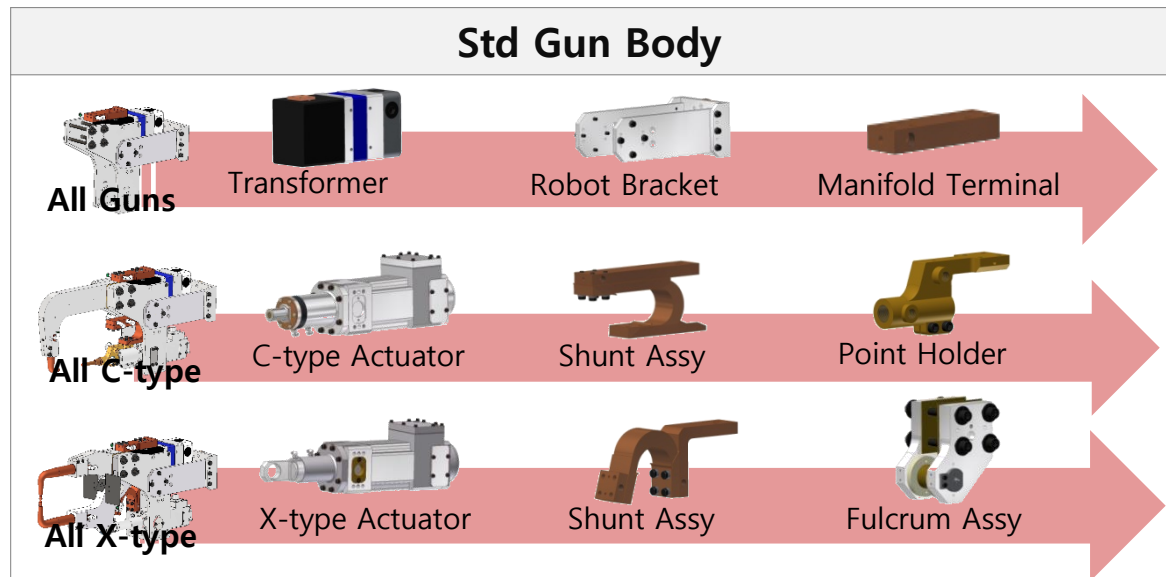 Std Gun Body
Transformer
Robot Bracket
Manifold Terminal
All Guns
C-type Actuator
Shunt Assy
Point Holder
All C-type
X-type Actuator
Shunt Assy
Fulcrum Assy
All X-type